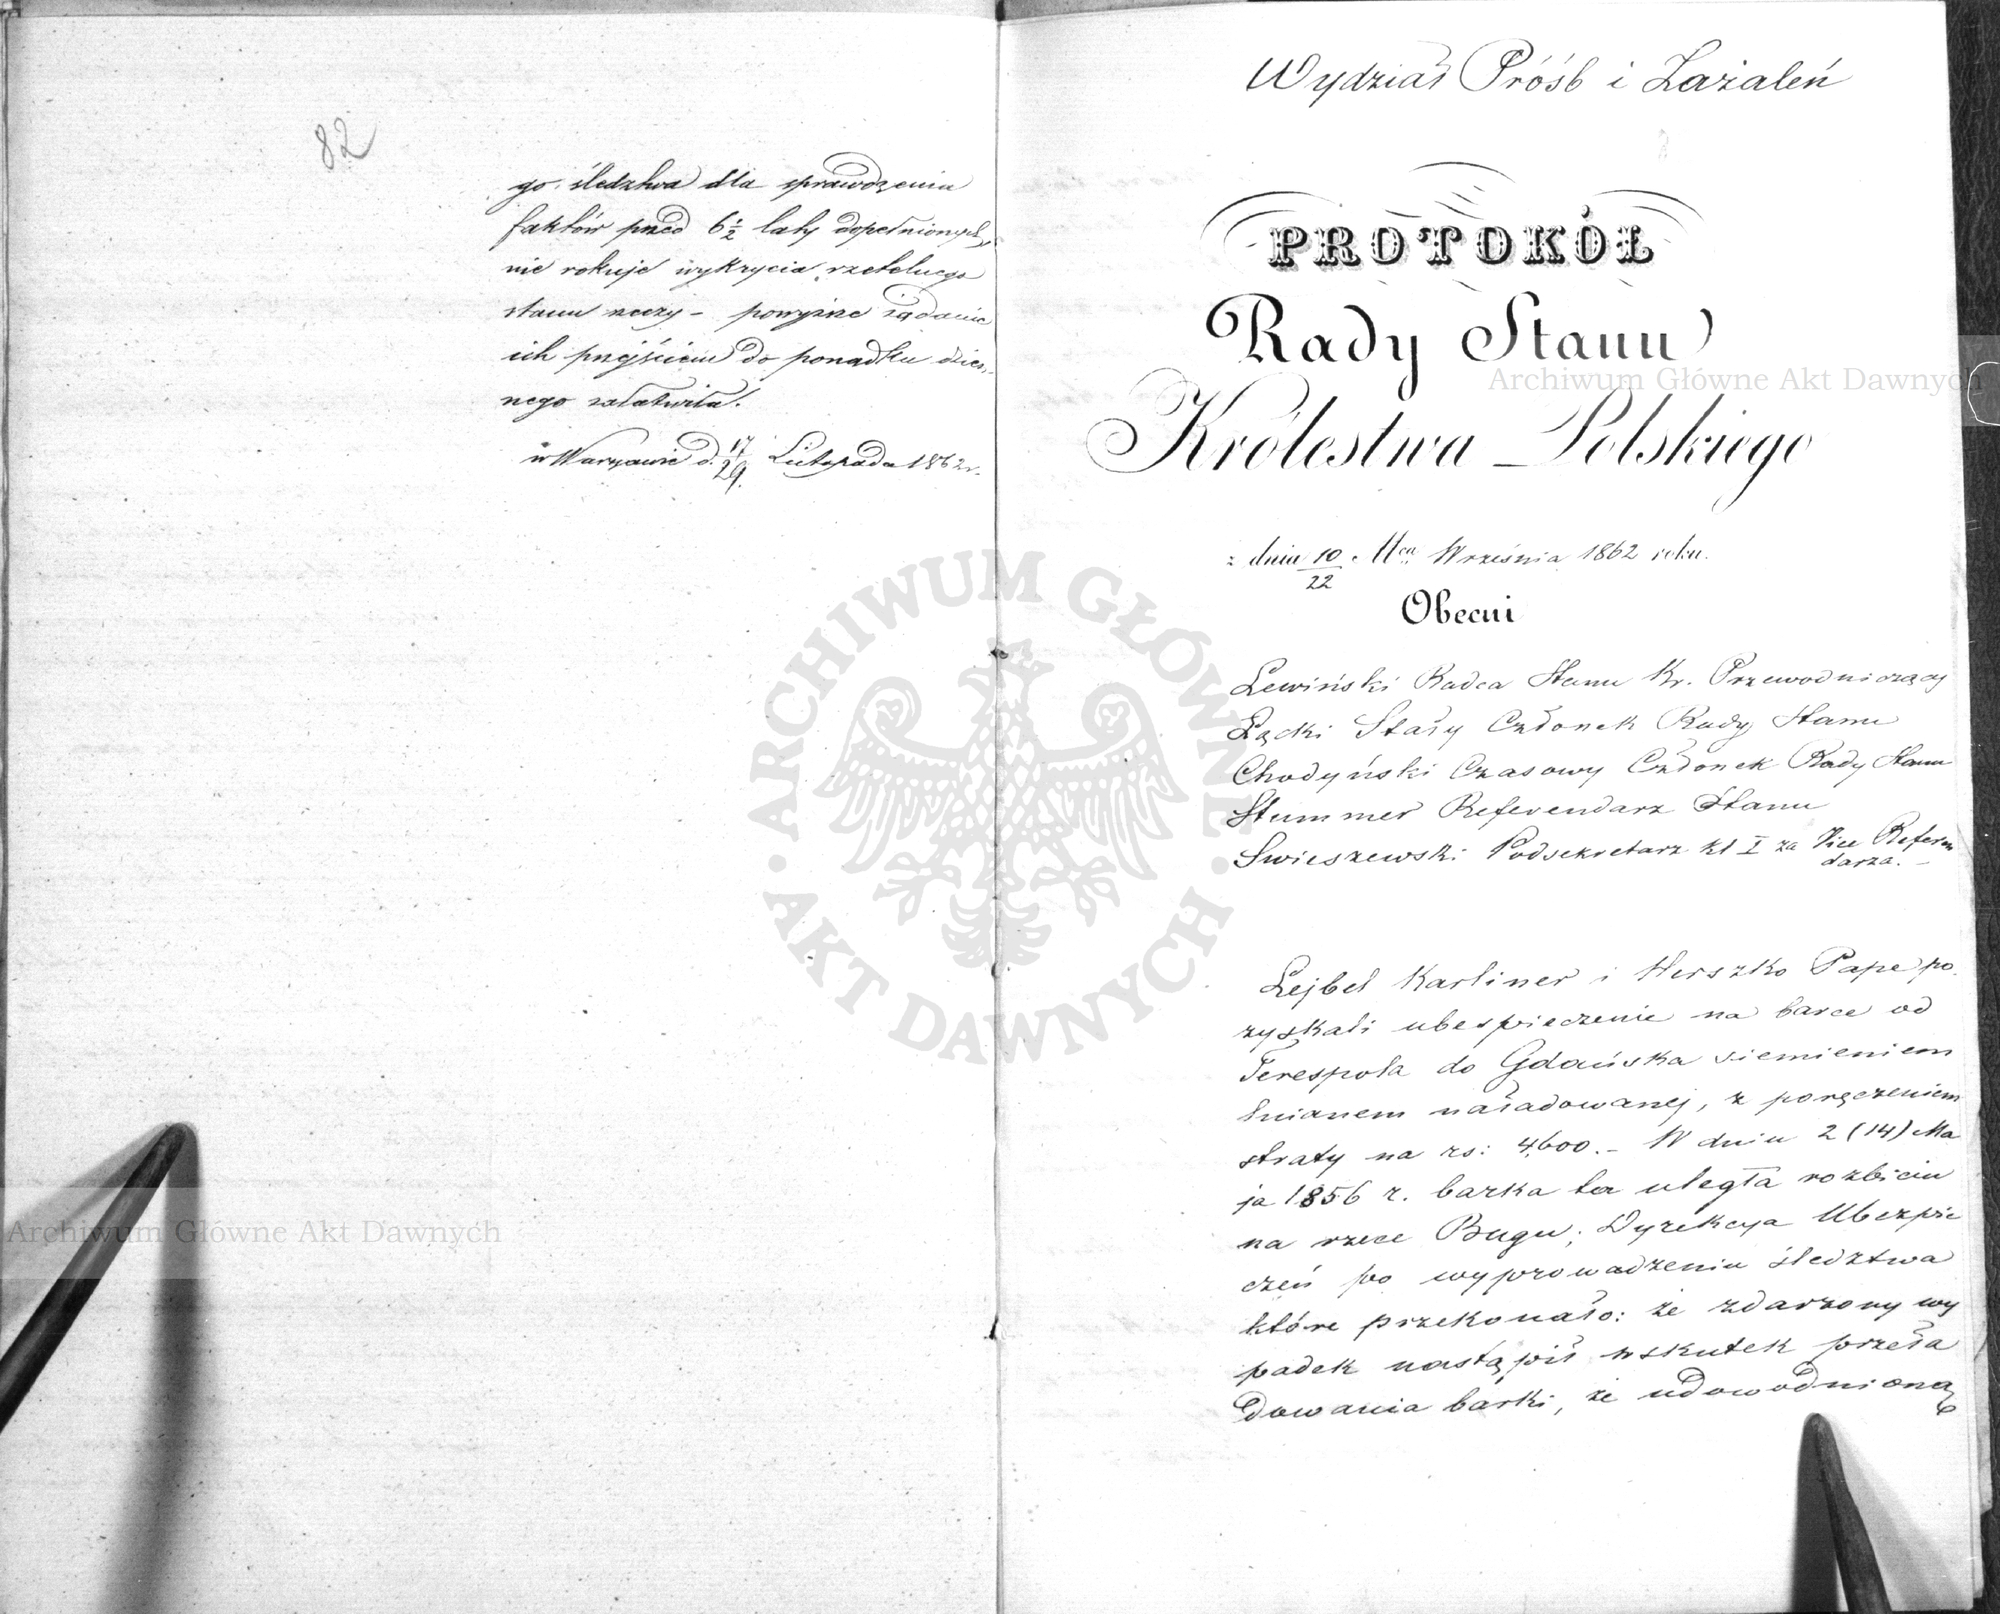 82
go śledztwa dla sprawdzenia
faktów przed 6½ laty dopełnionych,
nie rokuje wykrycia rzetelnego
stanu rzeczy – powyższe żądanie
ich przejściem do porządku dzien-
nego załatwiła.
w Warszawie d. 17/29 Listopada 1862 r.
Wydział Próśb i Zażaleń
PROTOKÓŁ
Rady Stanu
Królestwa Polskiego
z dnia 10/22 Mca Września 1862 roku.
Obecni
Lewiński Radca Stanu Kr. Przewodniczący
Łącki Stały Członek Rady Stanu
Chodyński Czasowy Członek Rady Stanu
Stummer Referendarz Stanu
Swieszewski Podsekretarz kl I za Vice Referen
darza. –
Lejbel Karliner i Herszko Pape po-
zyskali ubespieczenie na barce od
Terespola do Gdańska siemieniem
lnianem naładowanej, z poręczeniem
straty na rs: 4,600. – W dniu 2 (14) Ma
ja 1856 r. barka ta uległa rozbiciu
na rzece Bugu; Dyrekcya Ubezpie
czeń po wyprowadzeniu śledztwa
które przekonało: że zdarzony wy
padek nastąpił wskutek przeła
dowania barki, że udowodnioną
ARCHIWUM GŁÓWNE AKT DAWNYCH
Archiwum Główne Akt Dawnych
Archiwum Główne Akt Dawnych